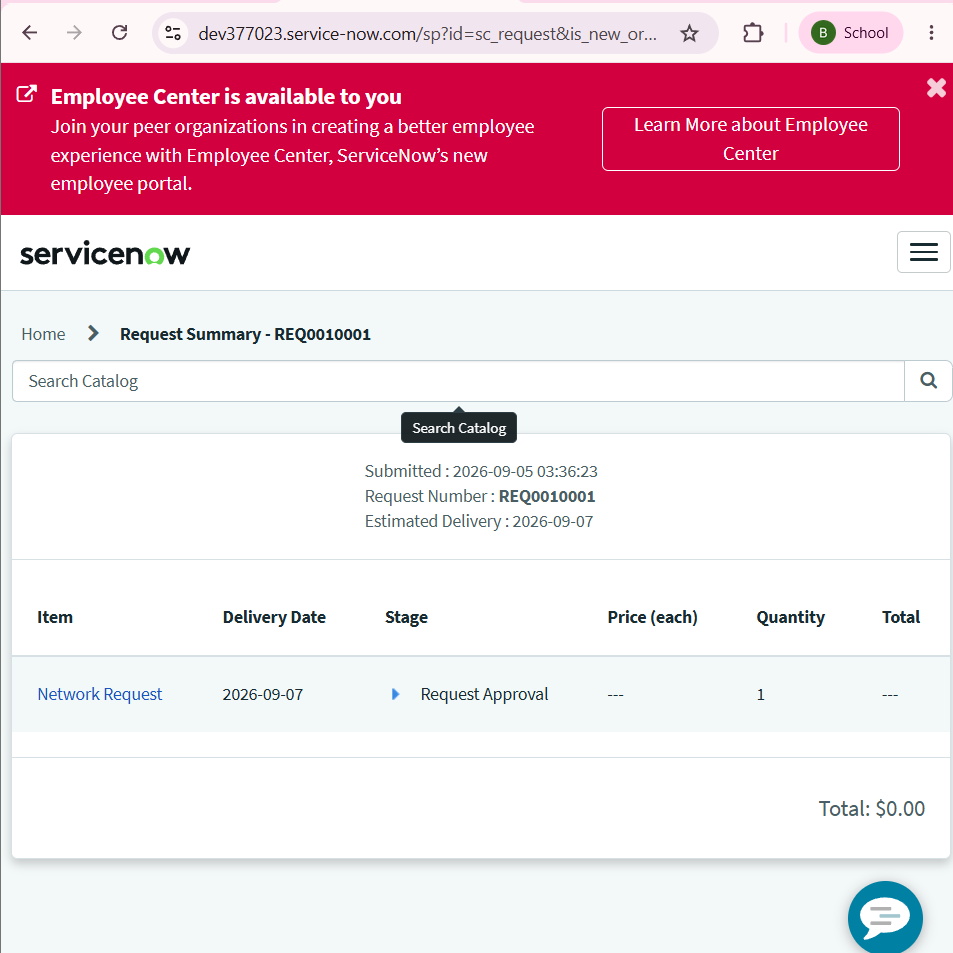 dev377023.service-now.com/sp?id=sc_request&is_new_or...
B School
Employee Center is available to you
Join your peer organizations in creating a better employee
experience with Employee Center, ServiceNow’s new
employee portal.
Learn More about Employee
Center
servicenow
Home Request Summary - REQ0010001
Search Catalog
Search Catalog
Submitted : 2026-09-05 03:36:23
Request Number : REQ0010001
Estimated Delivery : 2026-09-07
Item Delivery Date Stage Price (each) Quantity Total
Network Request 2026-09-07 Request Approval --- 1 ---
Total: $0.00